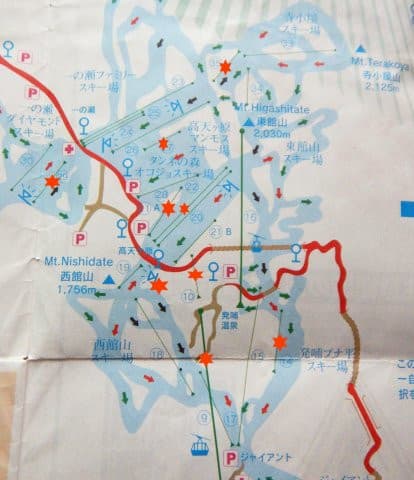 寺小屋
スキー場
Mt.Terakoya
寺小屋山
2,125m
一の瀬ファミリー
スキー場
一の瀬
ダイヤモンド
スキー場
一の瀬
Mt.Higashitate
東館山
2,030m
高天ヶ原
マンモス
スキー場
東館山
スキー場
タンネの森
オコジョスキー場
高天ヶ原
Mt.Nishidate
西館山
1,756m
発哺
温泉
西館山
スキー場
発哺ブナ平
スキー場
ジャイアント
P
P
P
P
P
P
P
P
23
24
25
26
22
20
21 A
21 B
19
10
16
15
14
18
9
17
30